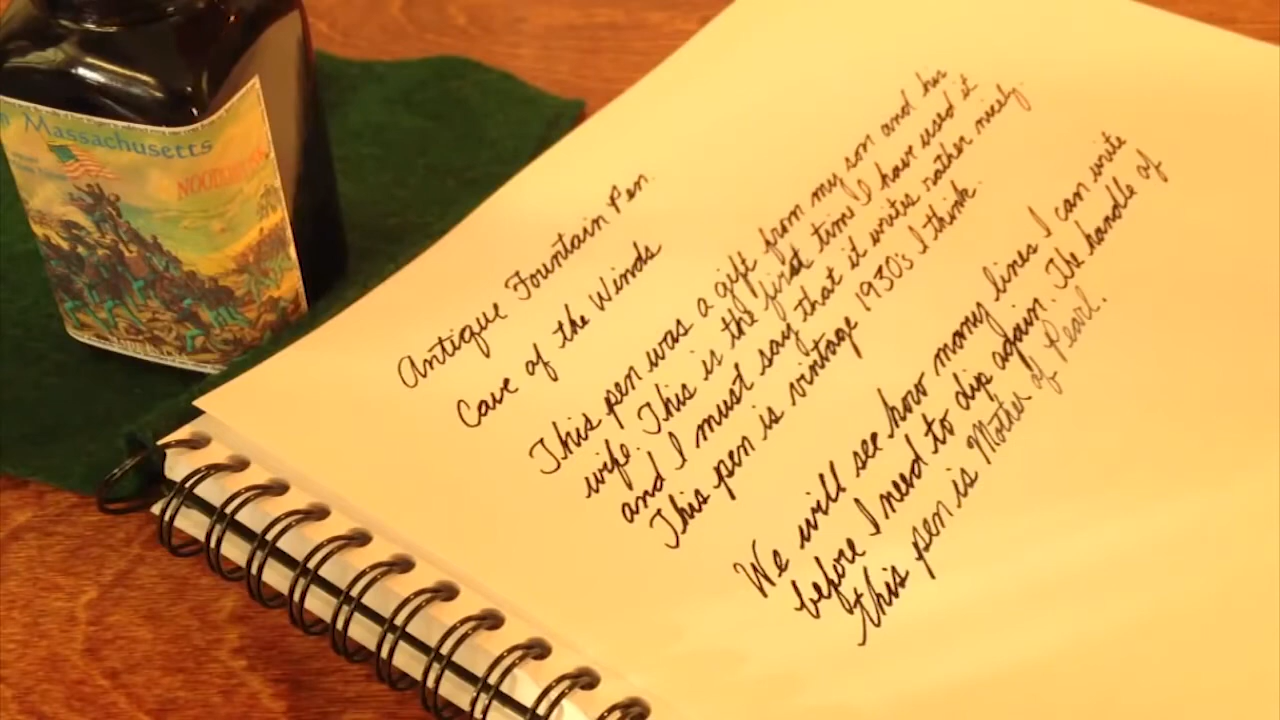 Massachusetts
NOODLER'S
Antique Fountain Pen.
Cave of the Winds
This pen was a gift from my son and his
wife. This is the first time I have used it
and I must say that it writes rather nicely.
This pen is vintage 1930's I think.
We will see how many lines I can write
before I need to dip again. The handle of
this pen is Mother of Pearl.